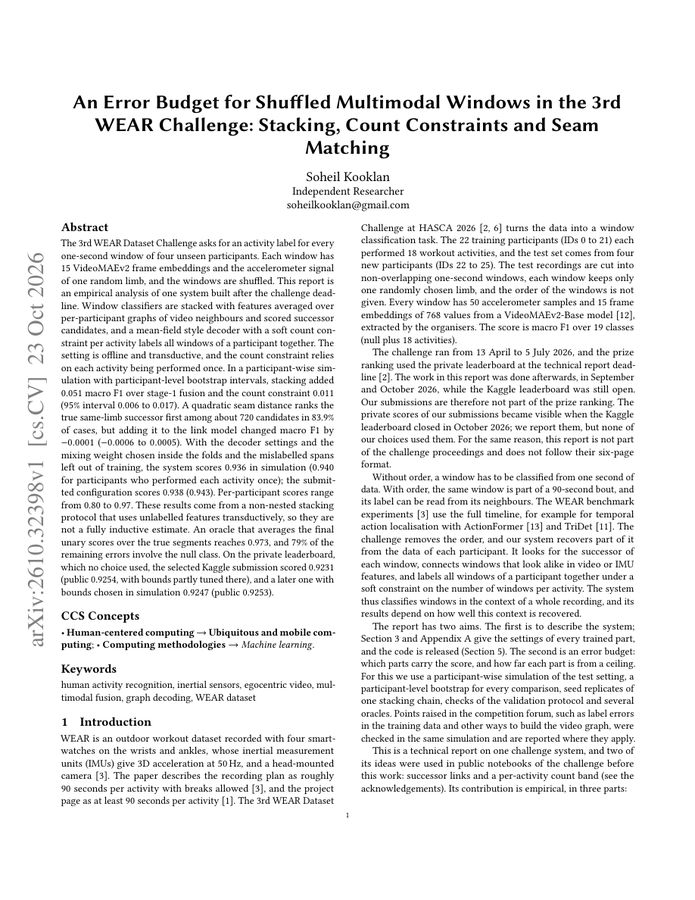 An Error Budget for Shuffled Multimodal Windows in the 3rd
WEAR Challenge: Stacking, Count Constraints and Seam
Matching
Soheil Kooklan
Independent Researcher
soheilkooklan@gmail.com
arXiv:2610.32398v1 [cs.CV] 23 Oct 2026
Abstract
The 3rd WEAR Dataset Challenge asks for an activity label for every
one-second window of four unseen participants. Each window has
15 VideoMAEv2 frame embeddings and the accelerometer signal
of one random limb, and the windows are shuffled. This report is
an empirical analysis of one system built after the challenge dead-
line. Window classifiers are stacked with features averaged over
per-participant graphs of video neighbours and scored successor
candidates, and a mean-field style decoder with a soft count con-
straint per activity labels all windows of a participant together. The
setting is offline and transductive, and the count constraint relies
on each activity being performed once. In a participant-wise sim-
ulation with participant-level bootstrap intervals, stacking added
0.051 macro F1 over stage-1 fusion and the count constraint 0.011
(95% interval 0.006 to 0.017). A quadratic seam distance ranks the
true same-limb successor first among about 720 candidates in 83.9%
of cases, but adding it to the link model changed macro F1 by
−0.0001 (−0.0006 to 0.0005). With the decoder settings and the
mixing weight chosen inside the folds and the mislabelled spans
left out of training, the system scores 0.936 in simulation (0.940
for participants who performed each activity once); the submit-
ted configuration scores 0.938 (0.943). Per-participant scores range
from 0.80 to 0.97. These results come from a non-nested stacking
protocol that uses unlabelled features transductively, so they are
not a fully inductive estimate. An oracle that averages the final
unary scores over the true segments reaches 0.973, and 79% of the
remaining errors involve the null class. On the private leaderboard,
which no choice used, the selected Kaggle submission scored 0.9231
(public 0.9254, with bounds partly tuned there), and a later one with
bounds chosen in simulation 0.9247 (public 0.9253).
CCS Concepts
• Human-centered computing → Ubiquitous and mobile com-
puting; • Computing methodologies → Machine learning.
Keywords
human activity recognition, inertial sensors, egocentric video, mul-
timodal fusion, graph decoding, WEAR dataset
1 Introduction
WEAR is an outdoor workout dataset recorded with four smart-
watches on the wrists and ankles, whose inertial measurement
units (IMUs) give 3D acceleration at 50 Hz, and a head-mounted
camera [3]. The paper describes the recording plan as roughly
90 seconds per activity with breaks allowed [3], and the project
page as at least 90 seconds per activity [1]. The 3rd WEAR Dataset
Challenge at HASCA 2026 [2, 6] turns the data into a window
classification task. The 22 training participants (IDs 0 to 21) each
performed 18 workout activities, and the test set comes from four
new participants (IDs 22 to 25). The test recordings are cut into
non-overlapping one-second windows, each window keeps only
one randomly chosen limb, and the order of the windows is not
given. Every window has 50 accelerometer samples and 15 frame
embeddings of 768 values from a VideoMAEv2-Base model [12],
extracted by the organisers. The score is macro F1 over 19 classes
(null plus 18 activities).
The challenge ran from 13 April to 5 July 2026, and the prize
ranking used the private leaderboard at the technical report dead-
line [2]. The work in this report was done afterwards, in September
and October 2026, while the Kaggle leaderboard was still open.
Our submissions are therefore not part of the prize ranking. The
private scores of our submissions became visible when the Kaggle
leaderboard closed in October 2026; we report them, but none of
our choices used them. For the same reason, this report is not part
of the challenge proceedings and does not follow their six-page
format.
Without order, a window has to be classified from one second of
data. With order, the same window is part of a 90-second bout, and
its label can be read from its neighbours. The WEAR benchmark
experiments [3] use the full timeline, for example for temporal
action localisation with ActionFormer [13] and TriDet [11]. The
challenge removes the order, and our system recovers part of it
from the data of each participant. It looks for the successor of
each window, connects windows that look alike in video or IMU
features, and labels all windows of a participant together under a
soft constraint on the number of windows per activity. The system
thus classifies windows in the context of a whole recording, and its
results depend on how well this context is recovered.
The report has two aims. The first is to describe the system;
Section 3 and Appendix A give the settings of every trained part,
and the code is released (Section 5). The second is an error budget:
which parts carry the score, and how far each part is from a ceiling.
For this we use a participant-wise simulation of the test setting, a
participant-level bootstrap for every comparison, seed replicates of
one stacking chain, checks of the validation protocol and several
oracles. Points raised in the competition forum, such as label errors
in the training data and other ways to build the video graph, were
checked in the same simulation and are reported where they apply.
This is a technical report on one challenge system, and two of
its ideas were used in public notebooks of the challenge before
this work: successor links and a per-activity count band (see the
acknowledgements). Its contribution is empirical, in three parts:
1